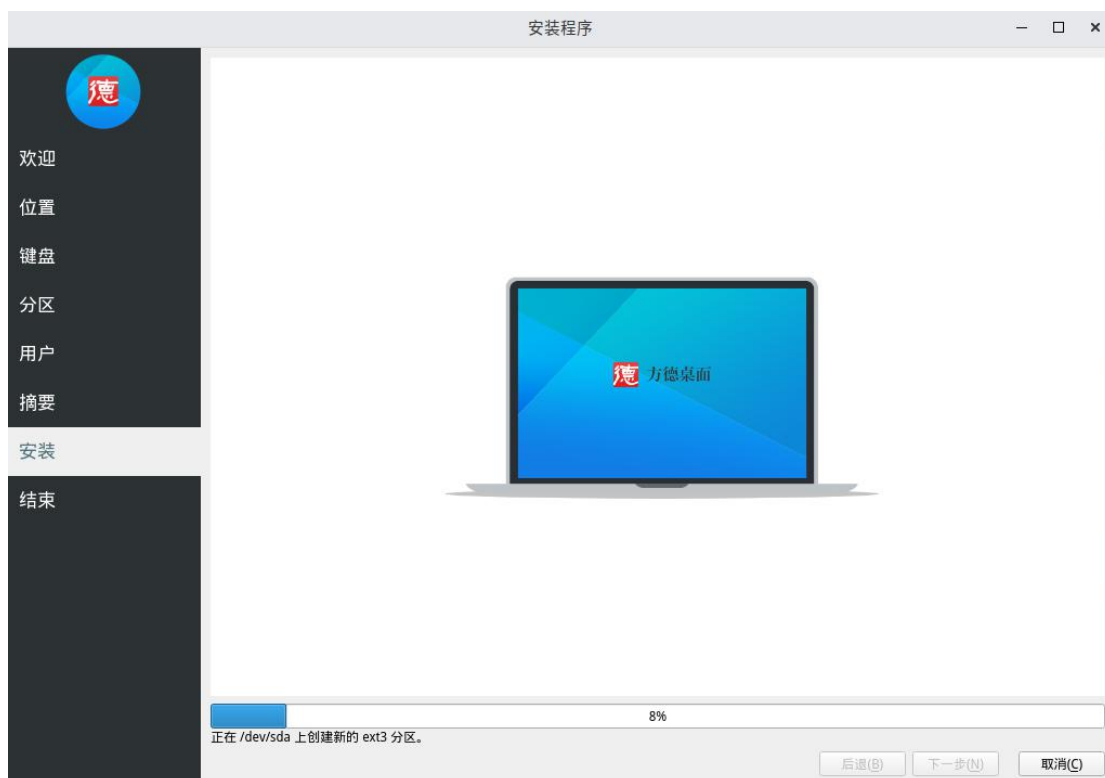 安装程序
德
欢迎
位置
键盘
分区
用户
摘要
安装
结束
德 方德桌面
8%
正在 /dev/sda 上创建新的 ext3 分区。
后退(B) 下一步(N) 取消(C)